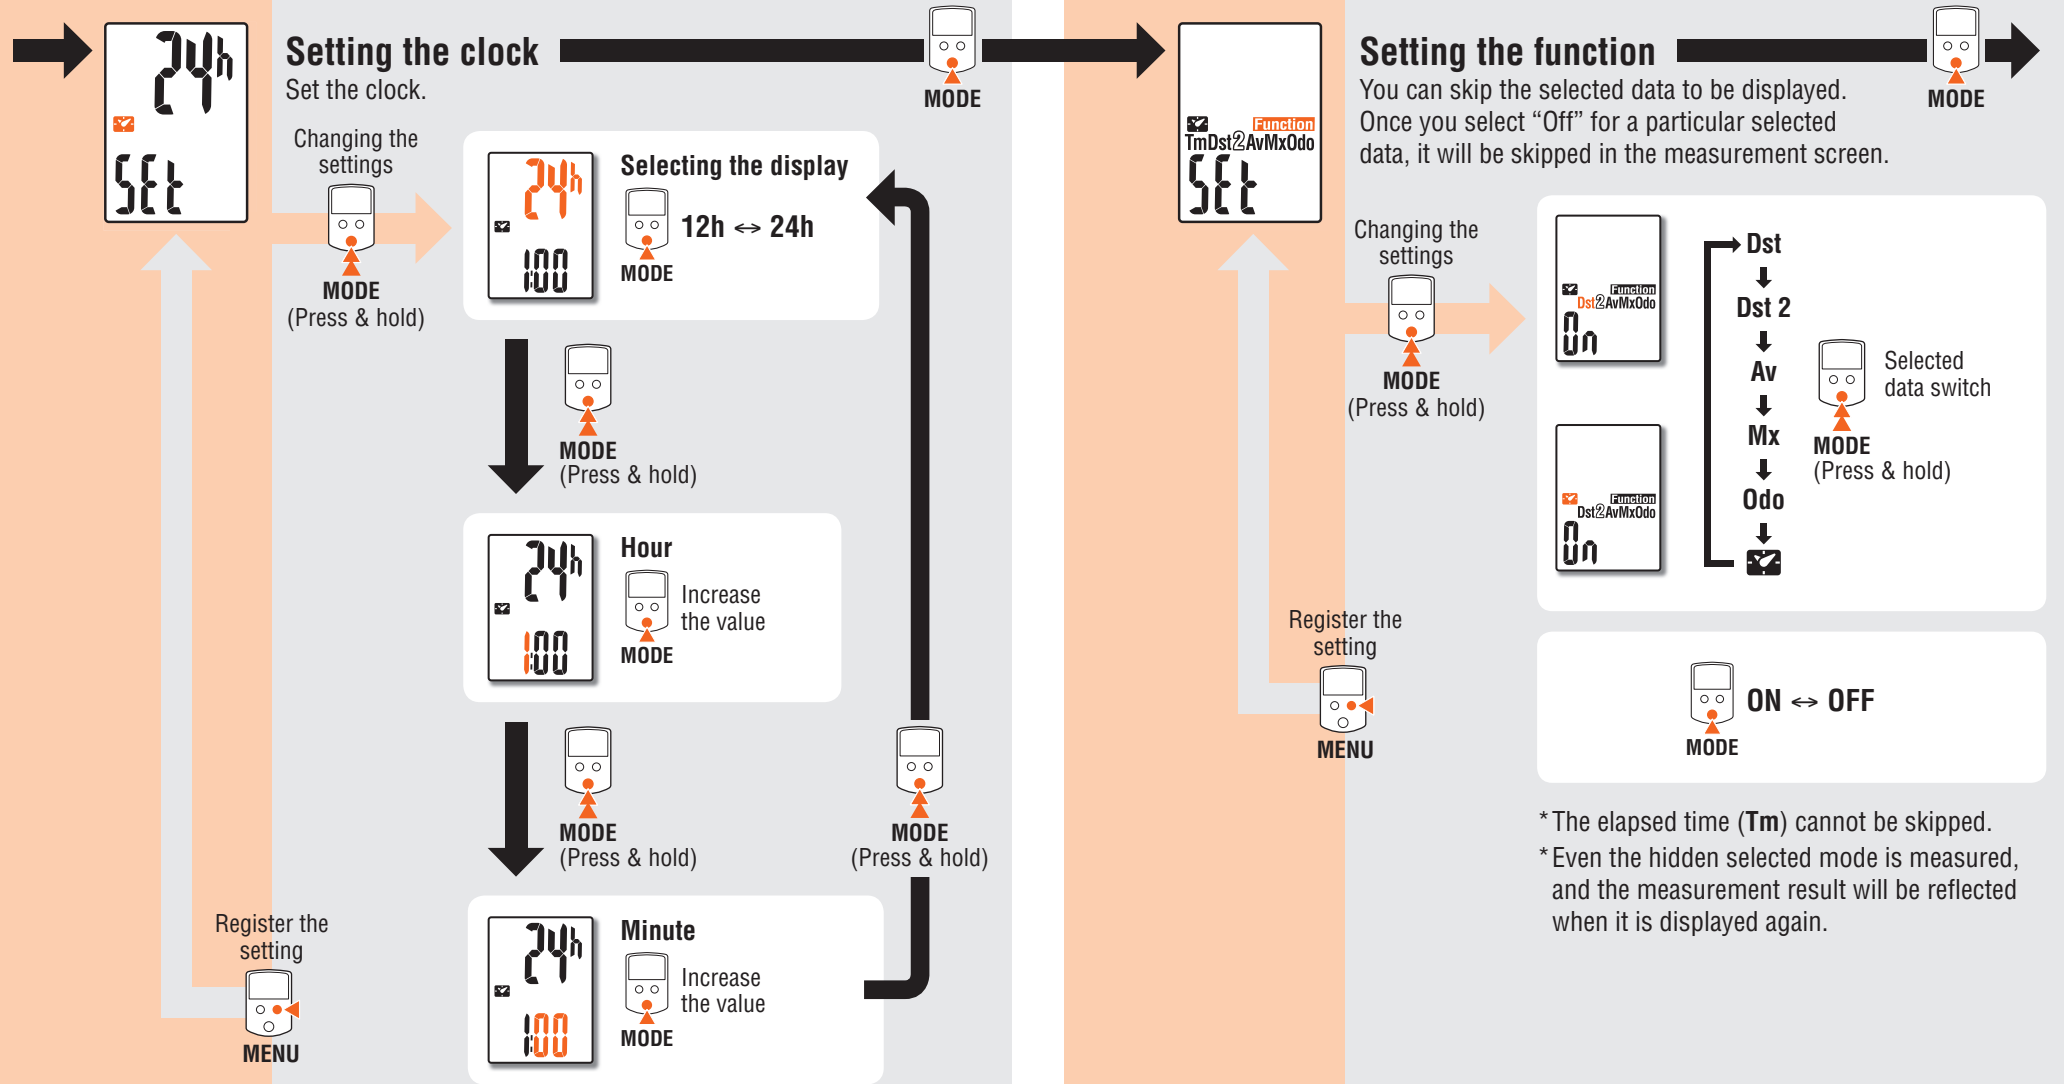 24h
SEt
Setting the clock
Set the clock.
MODE
Changing the
settings
MODE
(Press & hold)
24h
1:00
Selecting the display
12h ↔ 24h
MODE
MODE
(Press & hold)
24h
1:00
Hour
Increase
the value
MODE
MODE
(Press & hold)
MODE
(Press & hold)
24h
1:00
Minute
Increase
the value
MODE
Register the
setting
MENU
Function
TmDst2AvMxOdo
SEt
Setting the function
You can skip the selected data to be displayed.
Once you select “Off” for a particular selected
data, it will be skipped in the measurement screen.
MODE
Changing the
settings
MODE
(Press & hold)
Function
Dst2AvMxOdo
On
Function
Dst2AvMxOdo
On
Dst
Dst 2
Av
Mx
Odo
Selected
data switch
MODE
(Press & hold)
Register the
setting
MENU
ON ↔ OFF
MODE
* The elapsed time (Tm) cannot be skipped.
* Even the hidden selected mode is measured,
and the measurement result will be reflected
when it is displayed again.